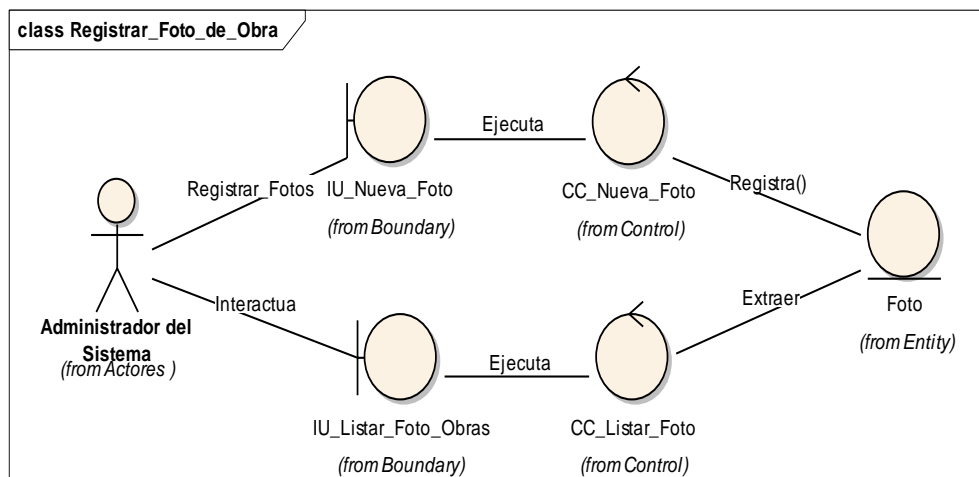 class Registrar_Foto_de_Obra
Ejecuta
Registrar_Fotos
IU_Nueva_Foto
(from Boundary)
CC_Nueva_Foto
(from Control)
Registra()
Administrador del
Sistema
(from Actores )
Interactua
Extraer
Foto
(from Entity)
Ejecuta
IU_Listar_Foto_Obras
(from Boundary)
CC_Listar_Foto
(from Control)